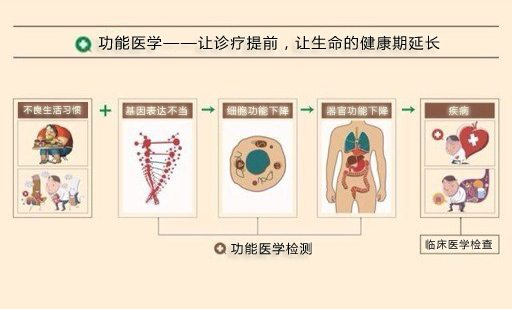 功能医学——让诊疗提前，让生命的健康期延长
不良生活习惯
基因表达不当
细胞功能下降
器官功能下降
疾病
功能医学检测
临床医学检查